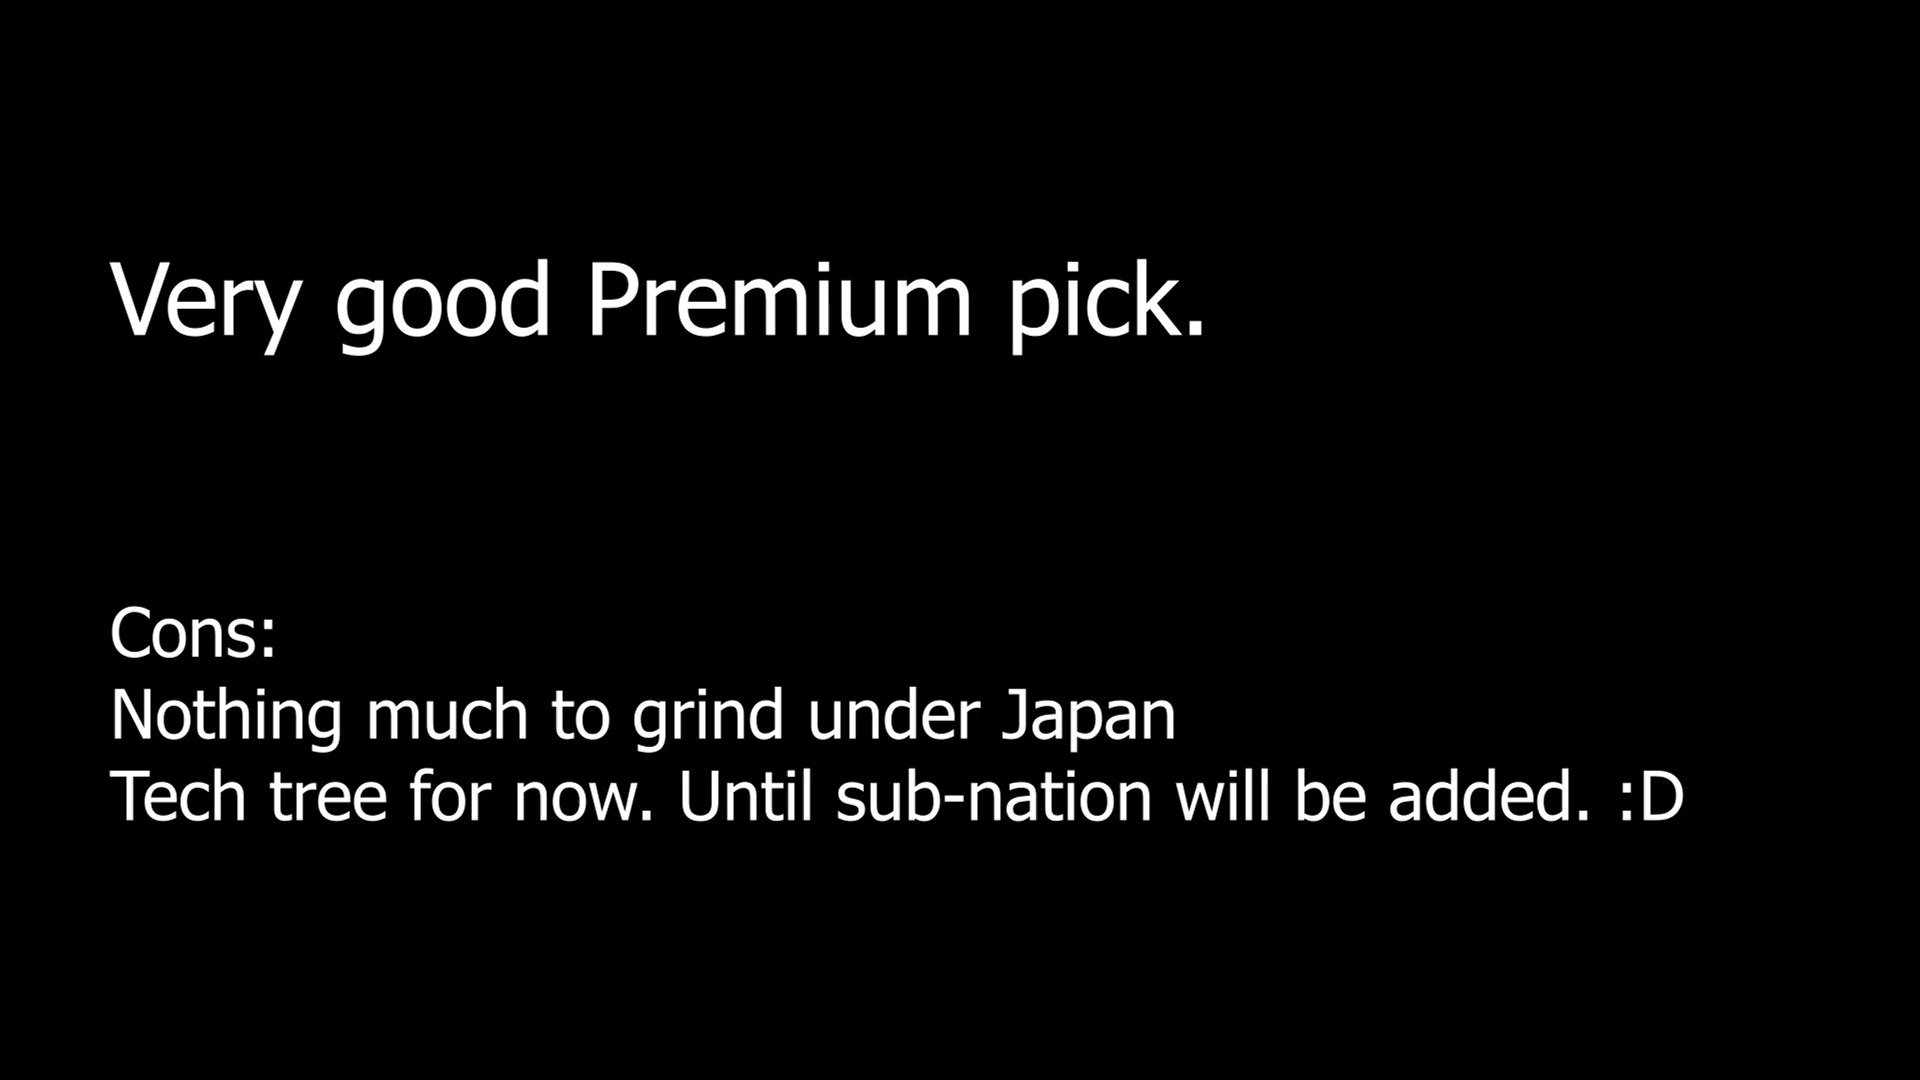 Very good Premium pick.
Cons:
Nothing much to grind under Japan
Tech tree for now. Until sub-nation will be added. :D